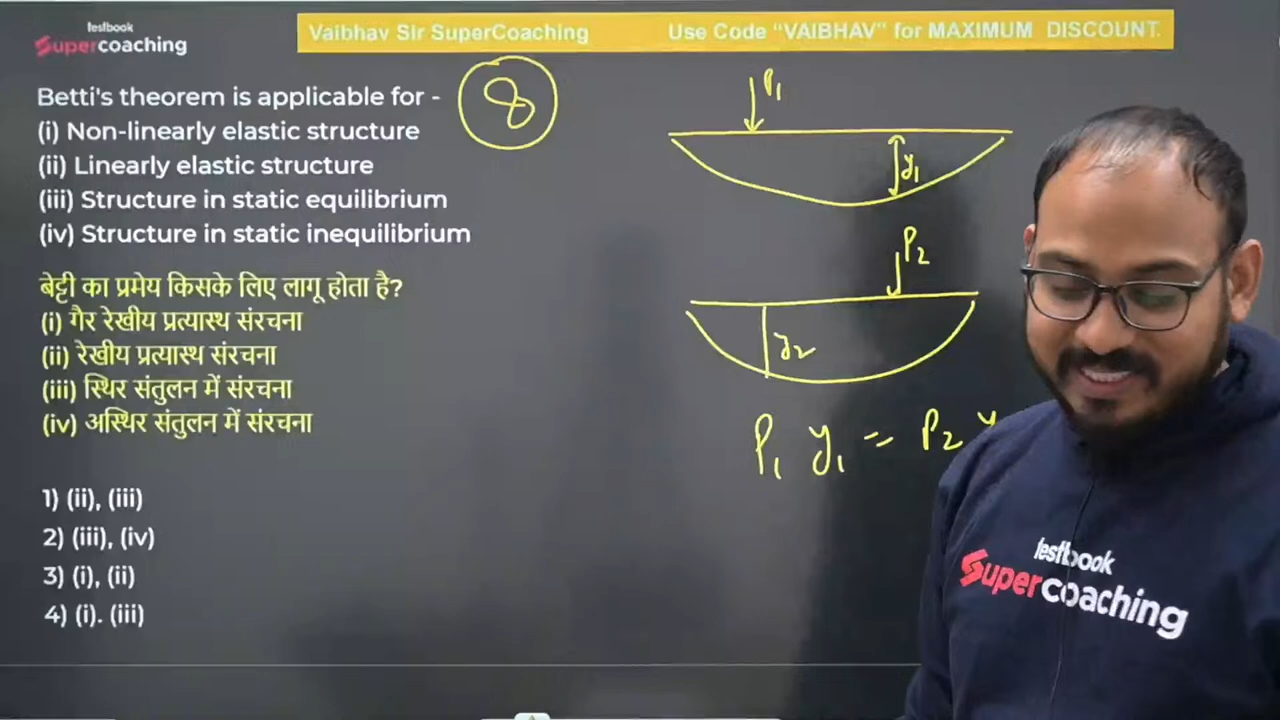 testbook
Supercoaching
Vaibhav Sir SuperCoaching Use Code “VAIBHAV” for MAXIMUM DISCOUNT.
Betti's theorem is applicable for -
(i) Non-linearly elastic structure
(ii) Linearly elastic structure
(iii) Structure in static equilibrium
(iv) Structure in static inequilibrium
8
बेट्टी का प्रमेय किसके लिए लागू होता है?
(i) गैर रेखीय प्रत्यास्थ संरचना
(ii) रेखीय प्रत्यास्थ संरचना
(iii) स्थिर संतुलन में संरचना
(iv) अस्थिर संतुलन में संरचना
1) (ii), (iii)
2) (iii), (iv)
3) (i), (ii)
4) (i). (iii)
P₁
y₁
P₂
y₂
P₁ y₁ = P₂ y
testbook
Supercoaching